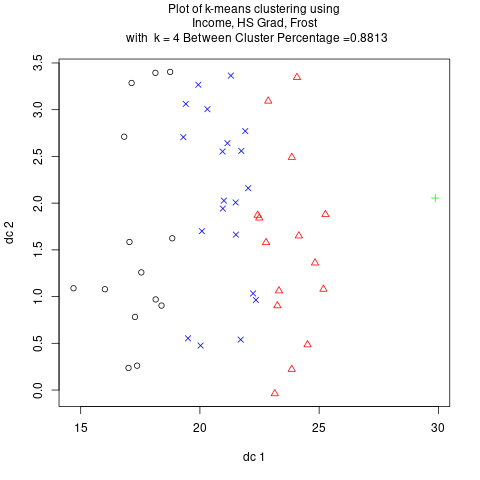 Plot of k-means clustering using
Income, HS Grad, Frost
with  k = 4 Between Cluster Percentage =0.8813
3.5
3.0
2.5
2.0
1.5
1.0
0.5
0.0
dc 2
15 20 25 30
dc 1